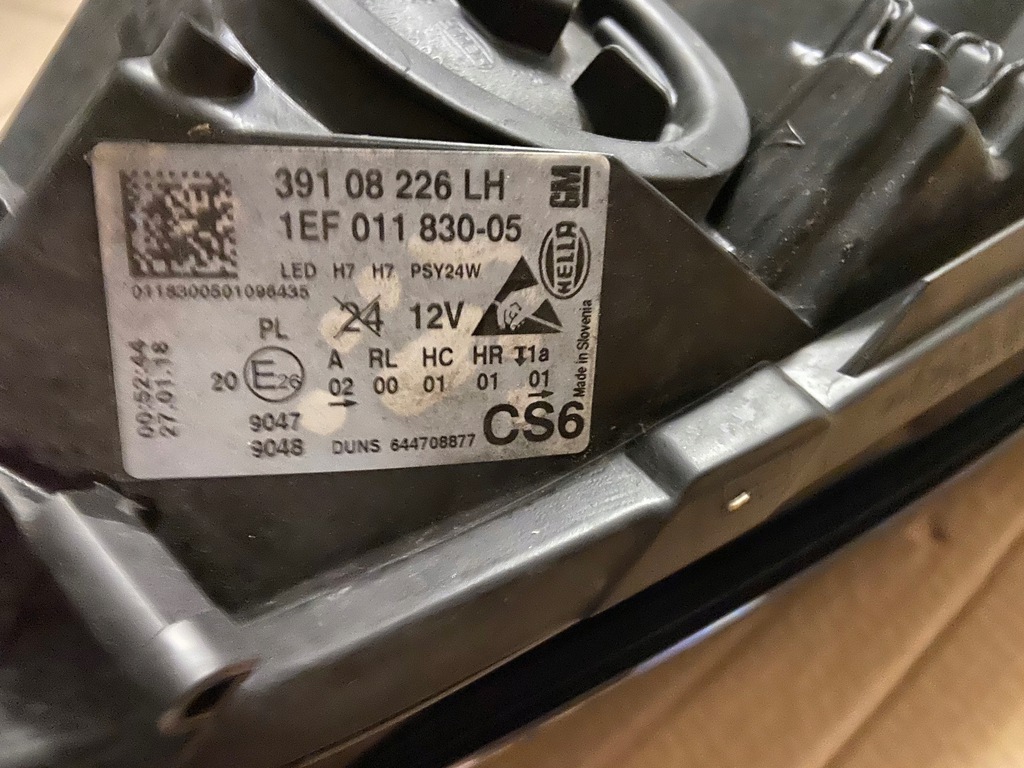 391 08 226 LH
GM
1EF 011 830-05
HELLA
LED H7 H7 PSY24W
0118300501096435
24 12V
PL
A RL HC HR I1a
20 E26 02 00 01 01 01
9047
9048 DUNS 644708877 CS6
00:52:44
27.01.18
Made in Slovenia